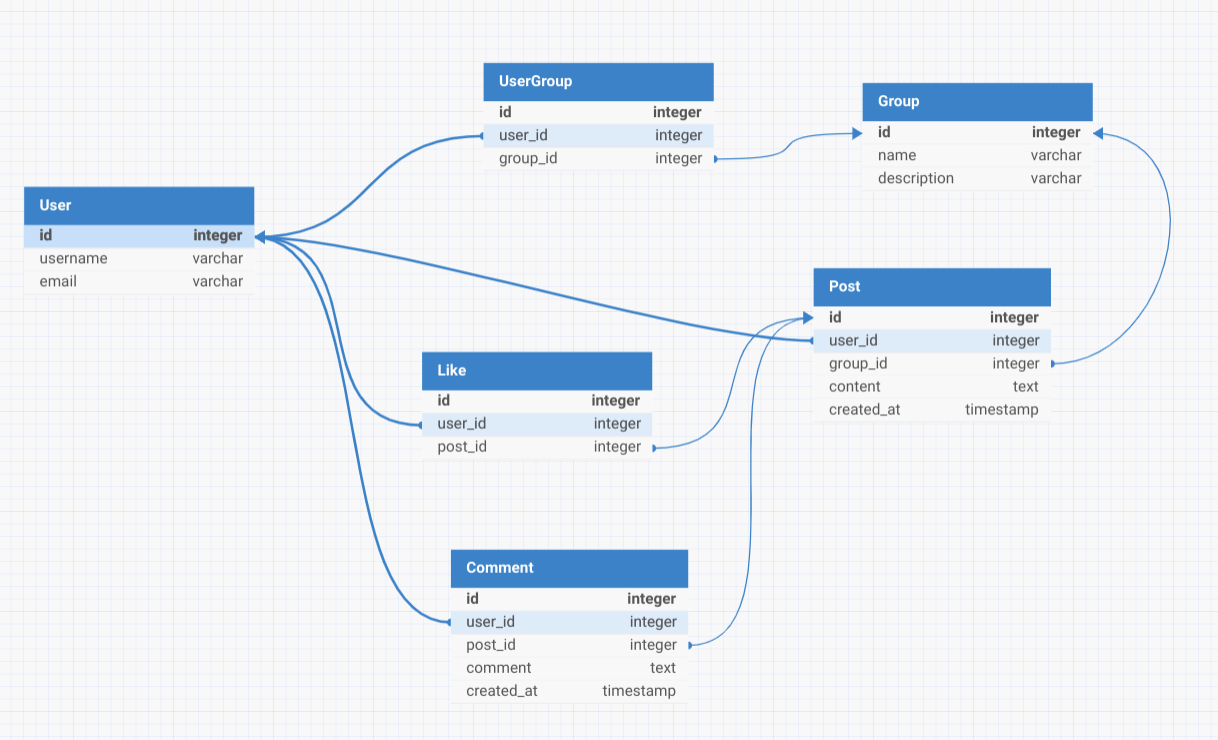 UserGroup
id integer
user_id integer
group_id integer
Group
id integer
name varchar
description varchar
User
id integer
username varchar
email varchar
Post
id integer
user_id integer
group_id integer
content text
created_at timestamp
Like
id integer
user_id integer
post_id integer
Comment
id integer
user_id integer
post_id integer
comment text
created_at timestamp